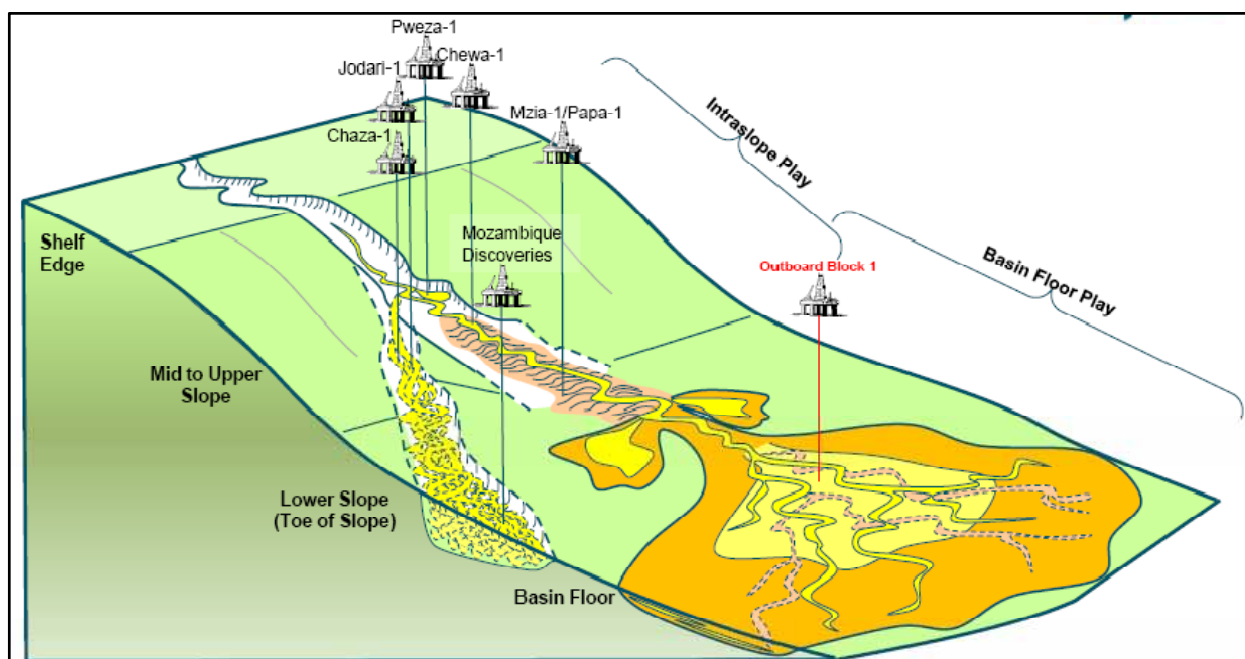 Pweza-1
Chewa-1
Jodari-1
Mzia-1/Papa-1
Chaza-1
Intraslope Play
Mozambique
Discoveries
Basin Floor Play
Shelf
Edge
Outboard Block 1
Mid to Upper
Slope
Lower Slope
(Toe of Slope)
Basin Floor